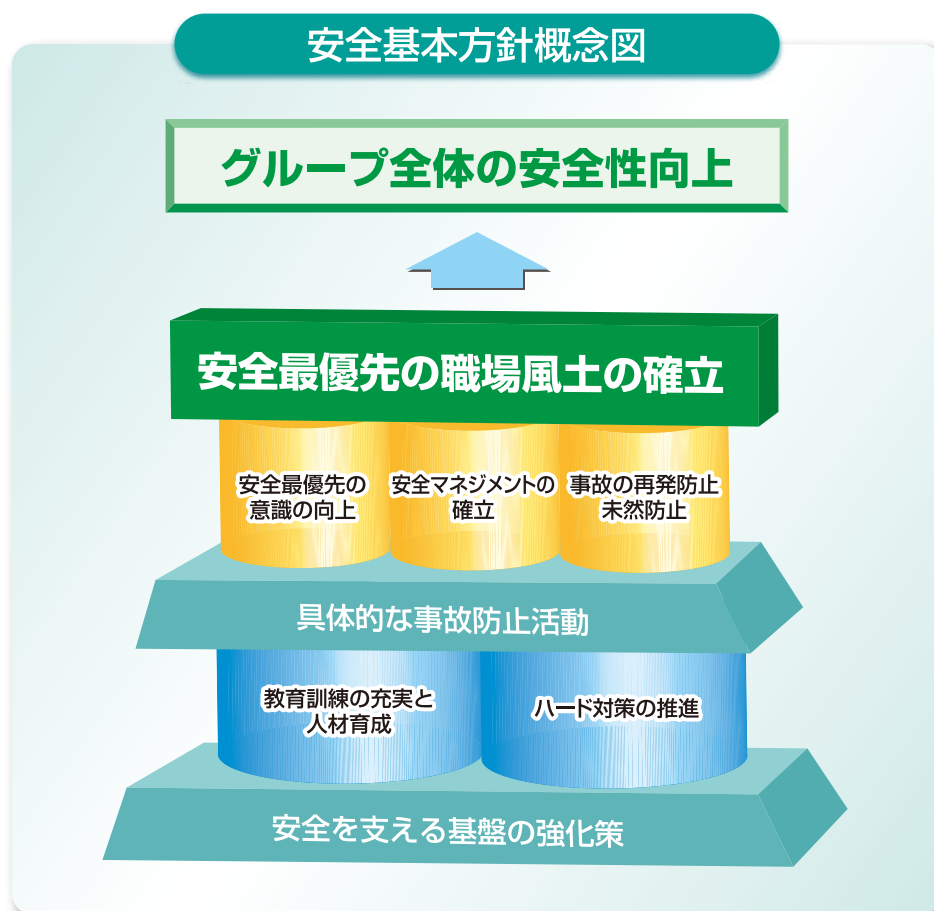 安全基本方針概念図
グループ全体の安全性向上
安全最優先の職場風土の確立
安全最優先の
意識の向上
安全マネジメントの
確立
事故の再発防止
未然防止
具体的な事故防止活動
教育訓練の充実と
人材育成
ハード対策の推進
安全を支える基盤の強化策